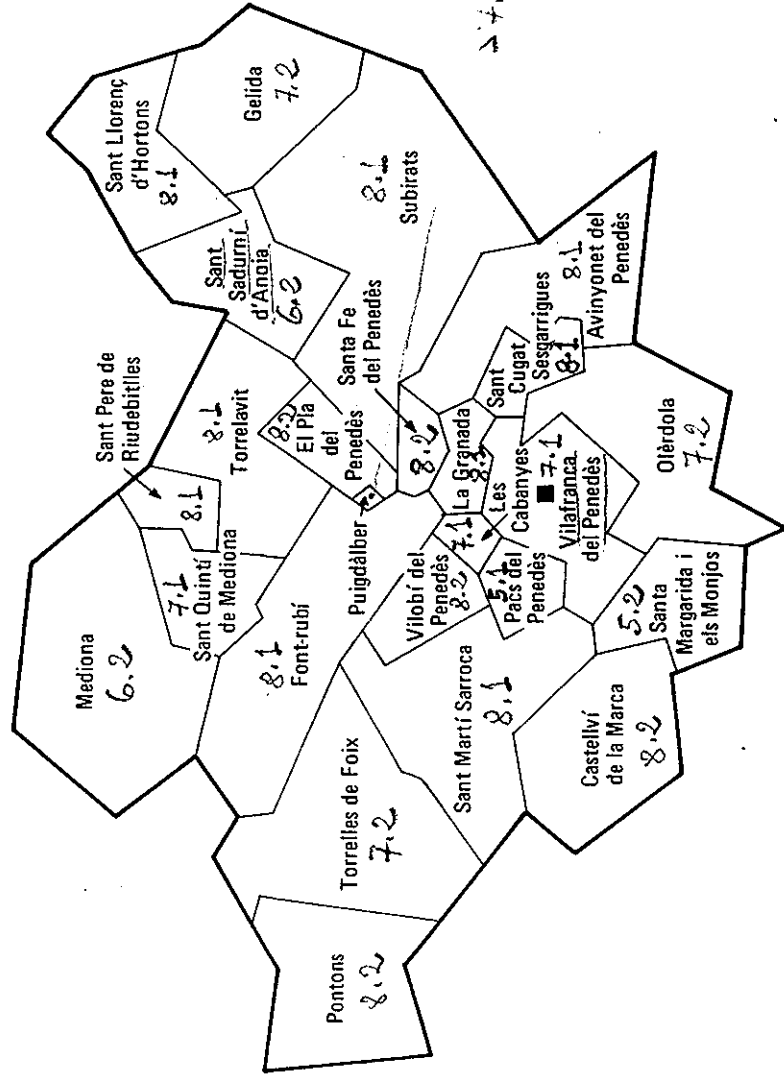 Sant Llorenç
d'Hortons
8.1
Gelida
7.2
Sant
Sadurní
d'Anoia
6.2
8.1
Subirats
Sant Pere de
Riudebitlles
8.1
8.1
Torrelavit
Mediona
6.2
7.1
Sant Quintí
de Mediona
8.1
Font-rubí
8.2
El Pla
del
Penedès
Puigdàlber
Santa Fe
del Penedès
8.2
La Granada
8.2
Sant
Cugat
Sesgarrigues
8.1
8.1
Avinyonet del
Penedès
Les
Cabanyes
7.1
7.1
Vilafranca
del Penedès
Vilobí del
Penedès
8.2
5.1
Pacs del
Penedès
Olèrdola
7.2
5.2
Santa
Margarida i
els Monjos
Sant Martí Sarroca
8.1
Castellví
de la Marca
8.2
Torrelles de Foix
7.2
Pontons
8.2